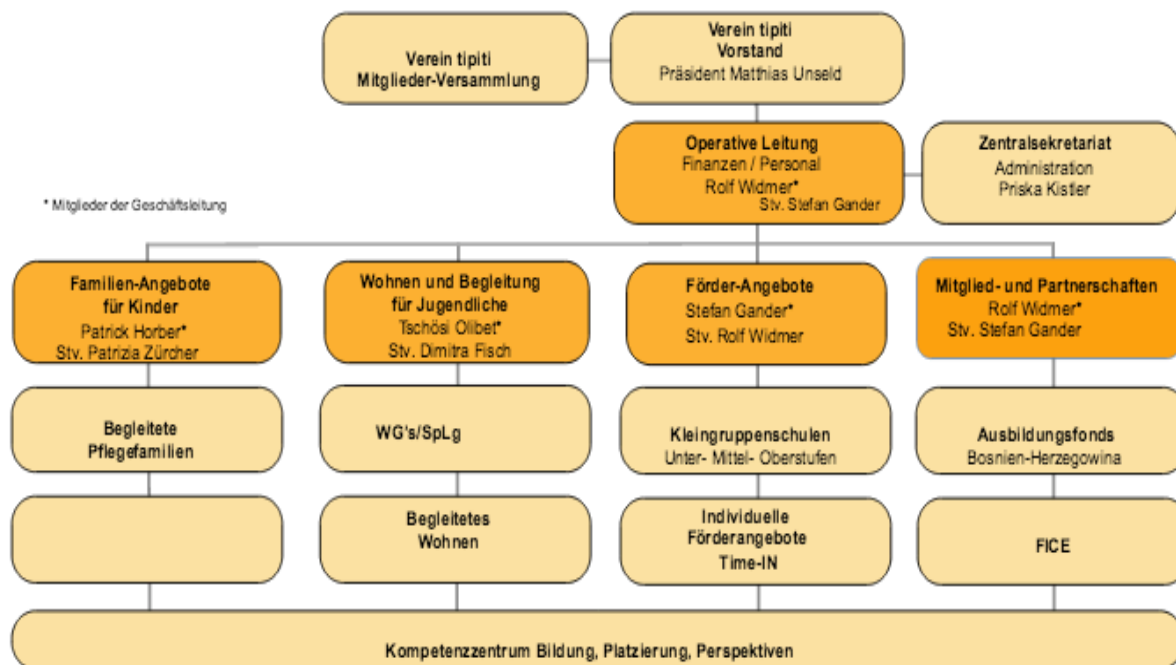 Verein tipiti
Mitglieder-Versammlung
Verein tipiti
Vorstand
Präsident Matthias Unseld
Operative Leitung
Finanzen / Personal
Rolf Widmer*
Stv. Stefan Gander
Zentralsekretariat
Administration
Priska Kistler
* Mitglieder der Geschäftsleitung
Familien-Angebote
für Kinder
Patrick Horber*
Stv. Patrizia Zürcher
Wohnen und Begleitung
für Jugendliche
Tschösi Olibet*
Stv. Dimitra Fisch
Förder-Angebote
Stefan Gander*
Stv. Rolf Widmer
Mitglied- und Partnerschaften
Rolf Widmer*
Stv. Stefan Gander
Begleitete
Pflegefamilien
WG's/SpLg
Kleingruppenschulen
Unter- Mittel- Oberstufen
Ausbildungsfonds
Bosnien-Herzegowina
Begleitetes
Wohnen
Individuelle
Förderangebote
Time-IN
FICE
Kompetenzzentrum Bildung, Platzierung, Perspektiven